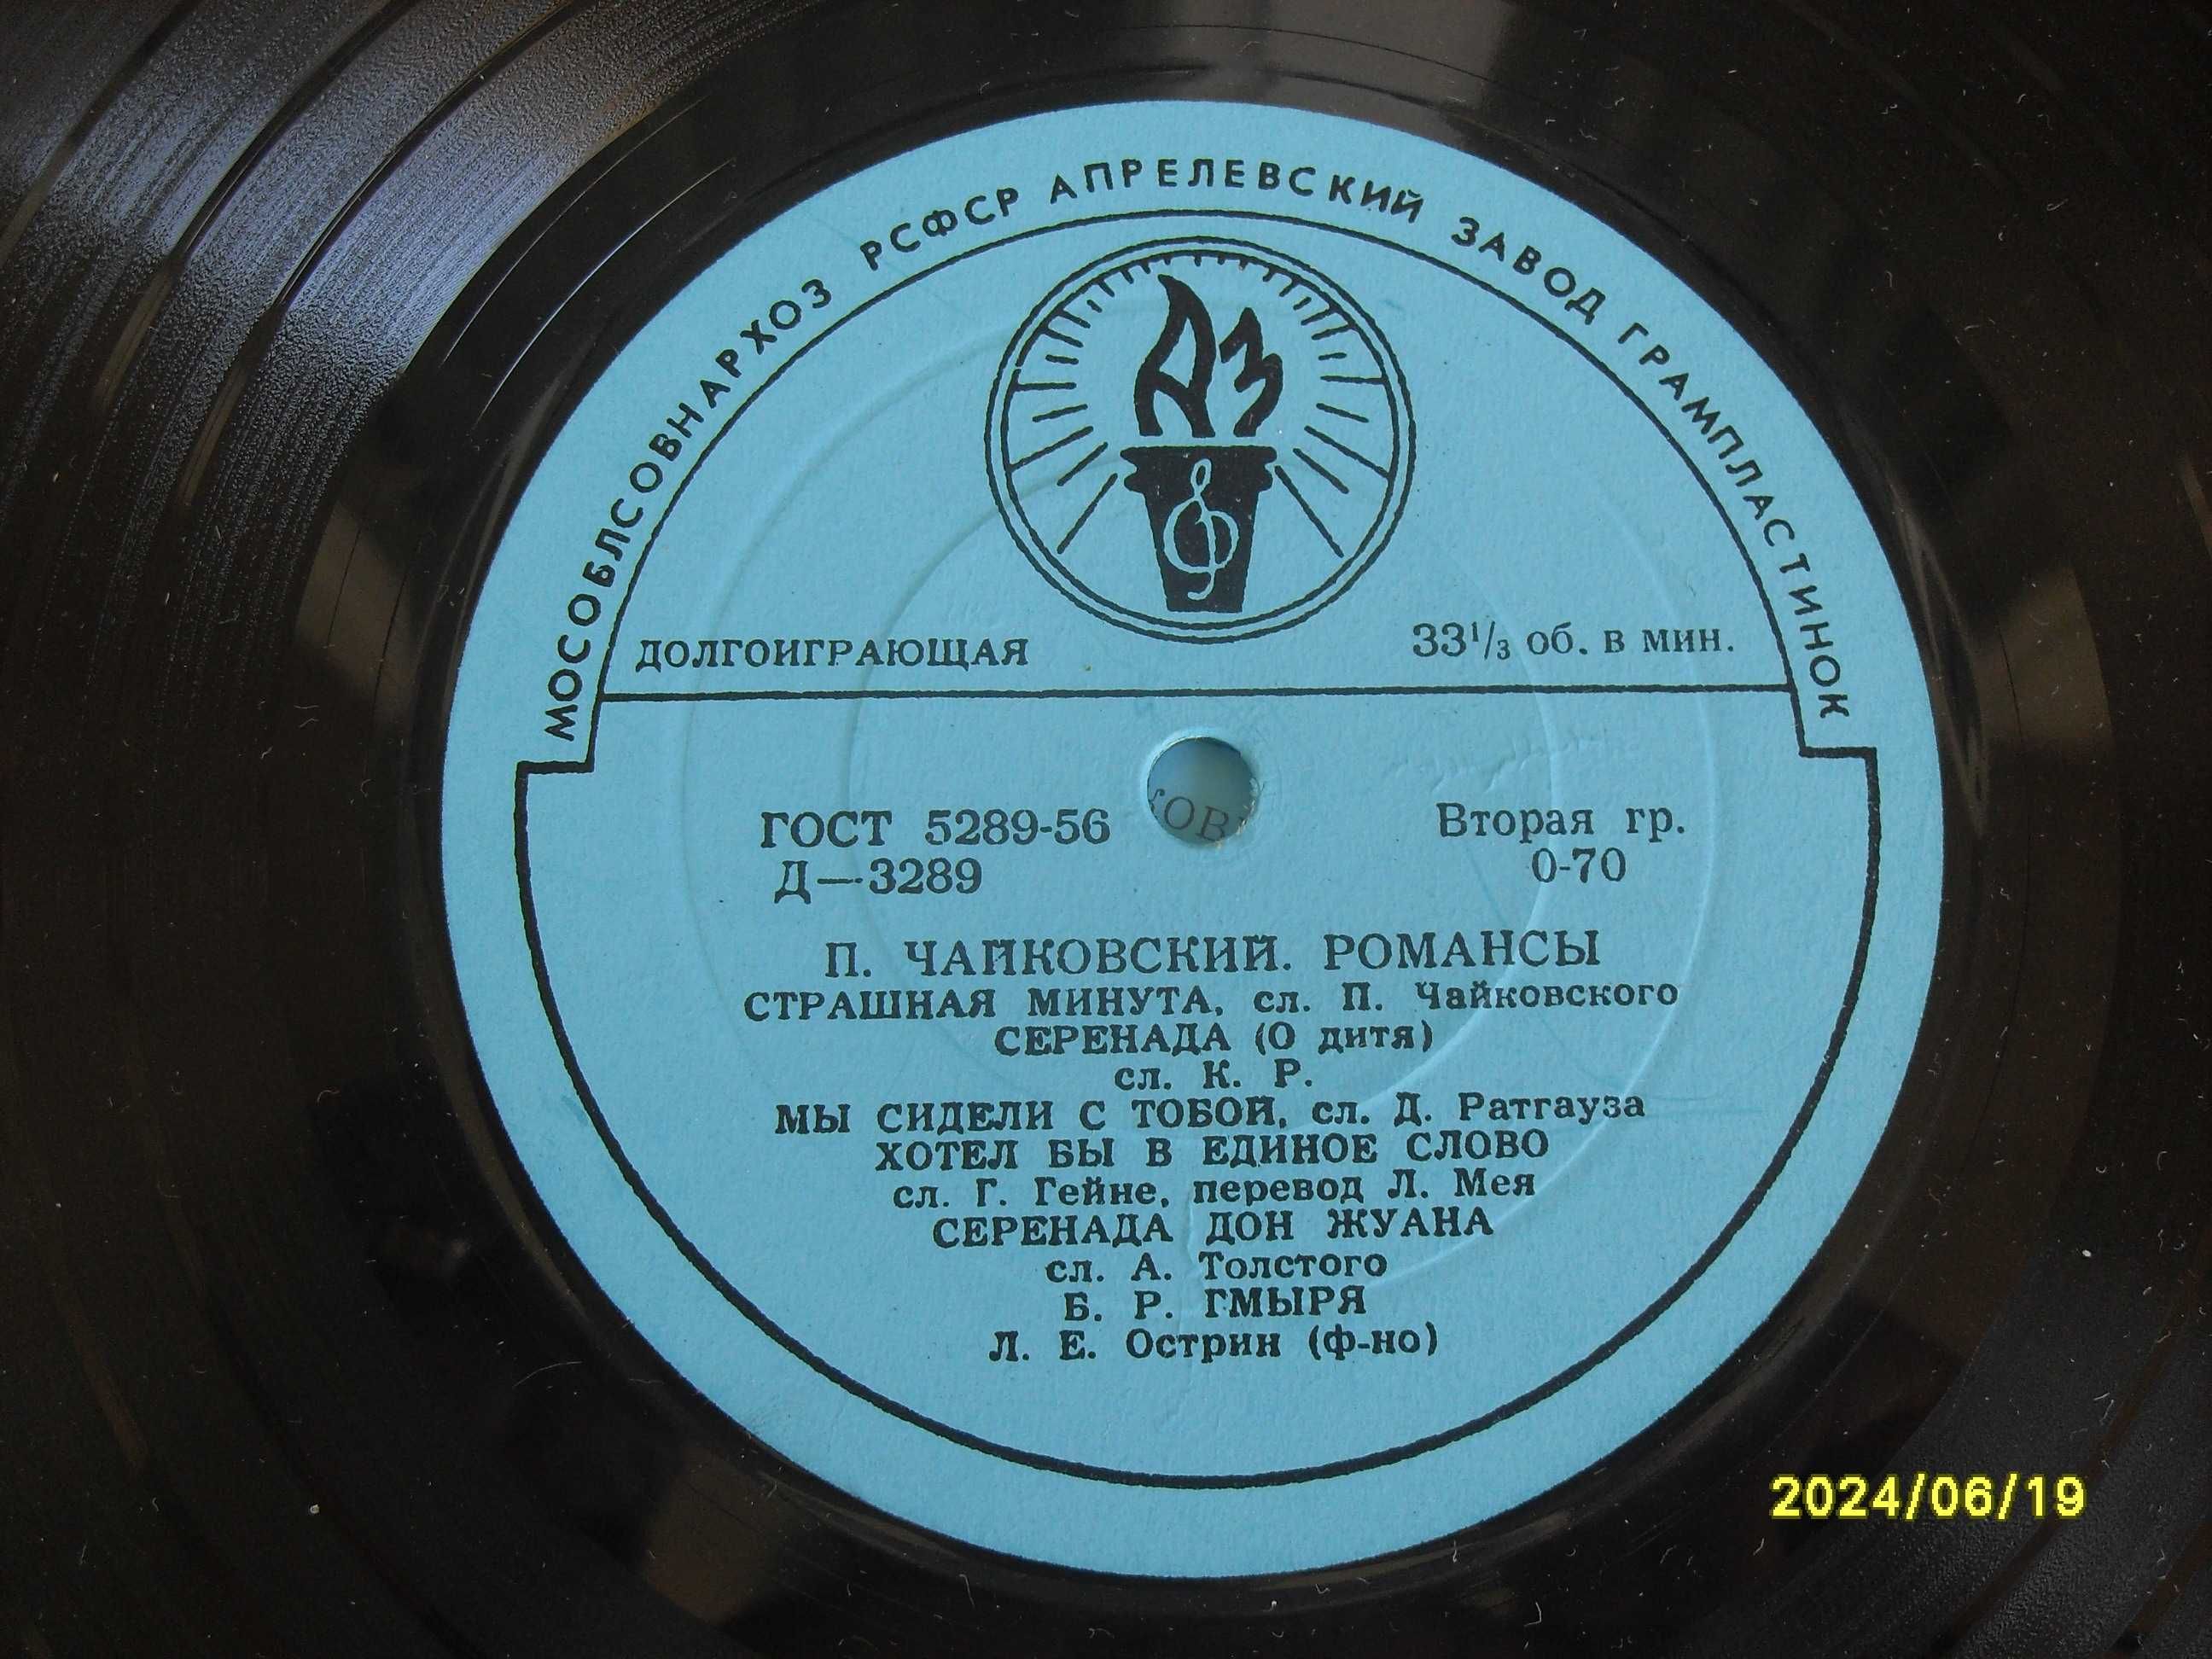 МОСОБЛСОВНАРХОЗ РСФСР АПРЕЛЕВСКИЙ ЗАВОД ГРАМПЛАСТИНОК
АЗ
ДОЛГОИГРАЮЩАЯ 33⅓ об. в мин.
ГОСТ 5289-56 Вторая гр.
Д—3289 0-70
П. ЧАЙКОВСКИЙ. РОМАНСЫ
СТРАШНАЯ МИНУТА, сл. П. Чайковского
СЕРЕНАДА (О дитя)
сл. К. Р.
МЫ СИДЕЛИ С ТОБОЙ, сл. Д. Ратгауза
ХОТЕЛ БЫ В ЕДИНОЕ СЛОВО
сл. Г. Гейне, перевод Л. Мея
СЕРЕНАДА ДОН ЖУАНА
сл. А. Толстого
Б. Р. ГМЫРЯ
Л. Е. Острин (ф-но)
2024/06/19